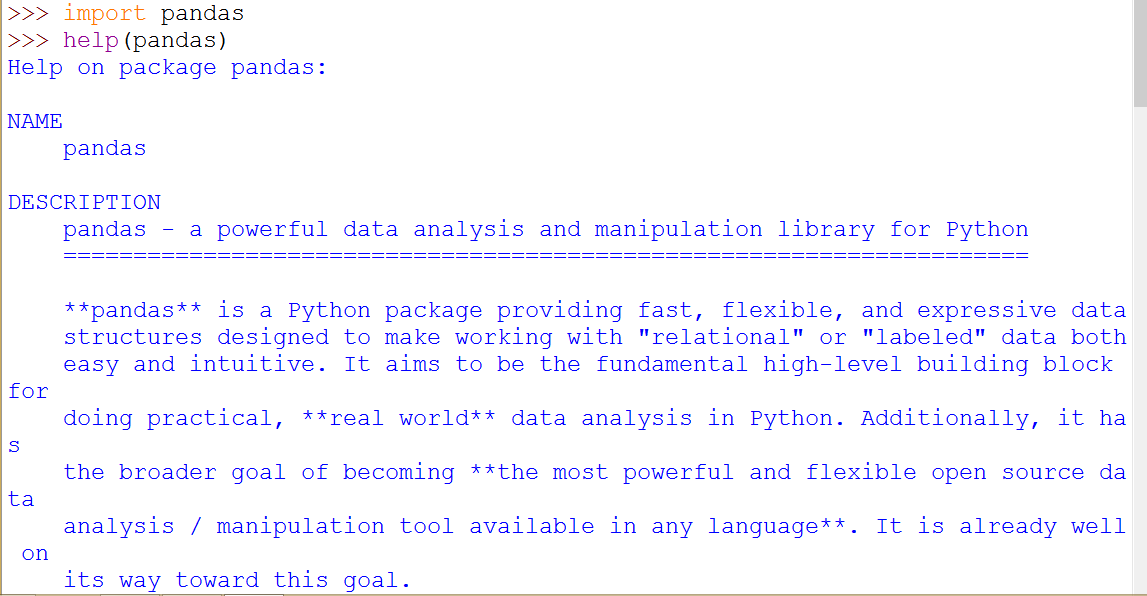 >>> import pandas
>>> help(pandas)
Help on package pandas:

NAME
    pandas

DESCRIPTION
    pandas - a powerful data analysis and manipulation library for Python
    =====================================================================

    **pandas** is a Python package providing fast, flexible, and expressive data
    structures designed to make working with "relational" or "labeled" data both
    easy and intuitive. It aims to be the fundamental high-level building block
for
    doing practical, **real world** data analysis in Python. Additionally, it ha
s
    the broader goal of becoming **the most powerful and flexible open source da
ta
    analysis / manipulation tool available in any language**. It is already well
 on
    its way toward this goal.